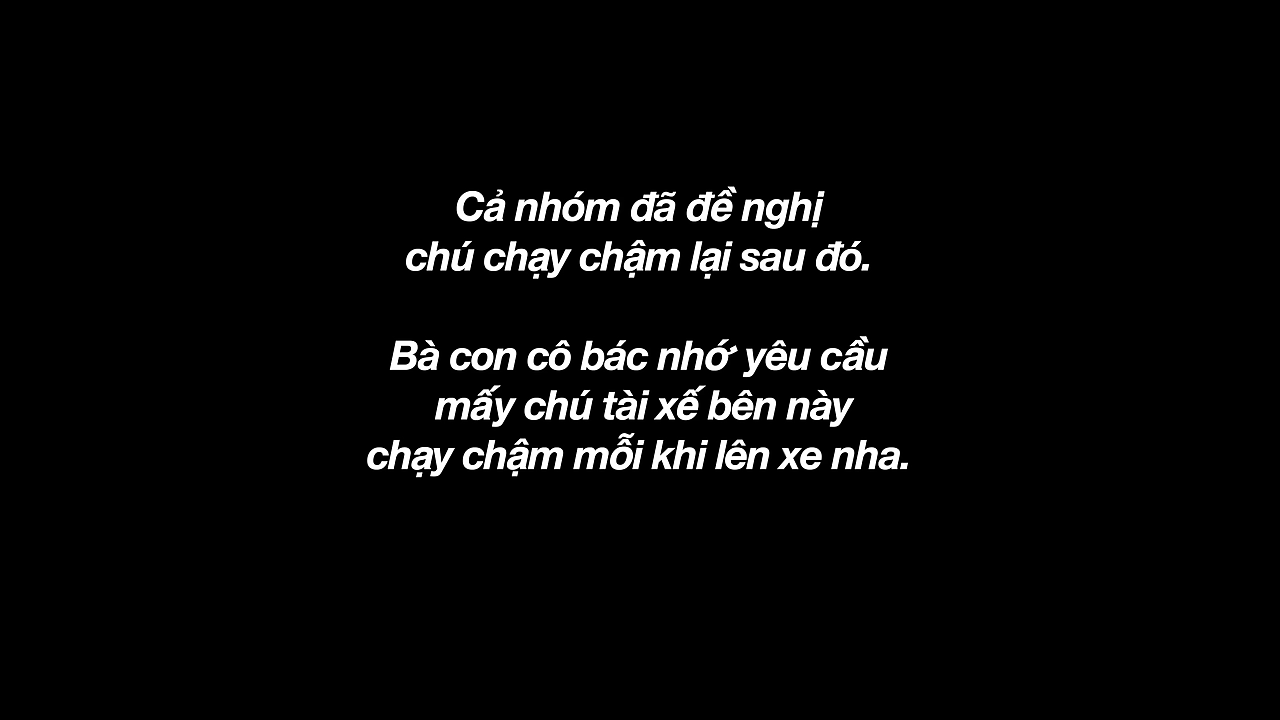 Cả nhóm đã đề nghị
chú chạy chậm lại sau đó.
Bà con cô bác nhớ yêu cầu
mấy chú tài xế bên này
chạy chậm mỗi khi lên xe nha.